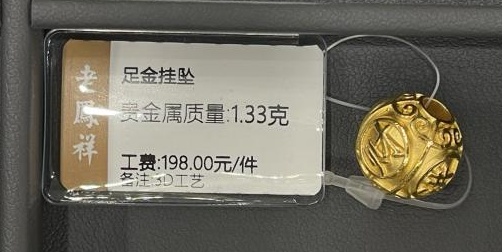 老鳳祥
足金挂坠
贵金属质量:1.33克
工费:198.00元/件
备注:3D工艺